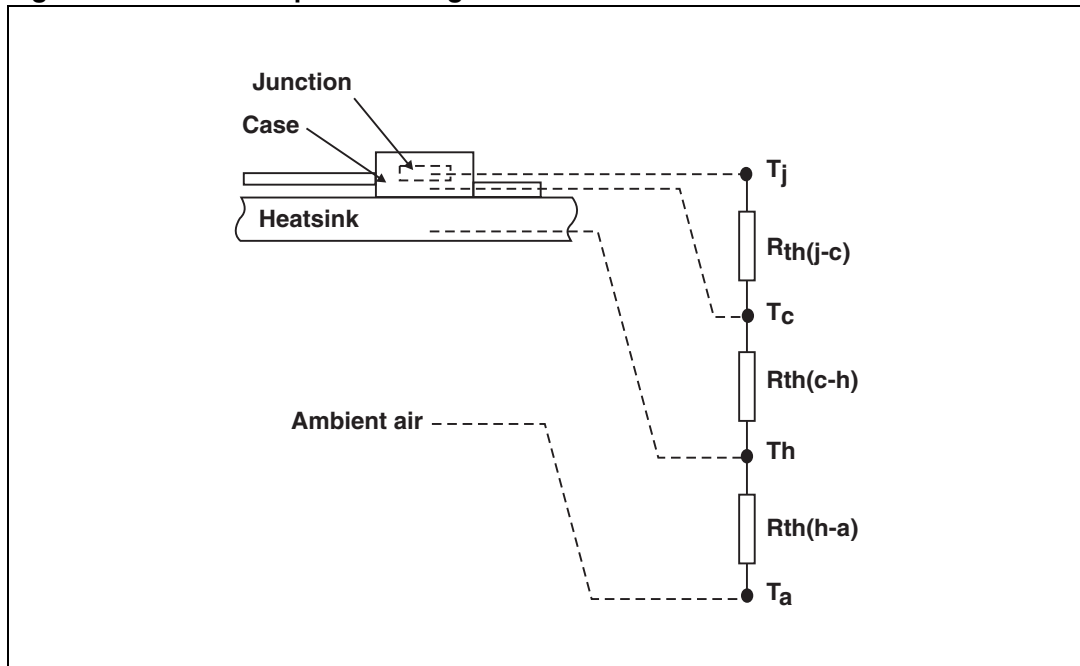 Junction
Case
Heatsink
Ambient air
Tj
Rth(j-c)
Tc
Rth(c-h)
Th
Rth(h-a)
Ta